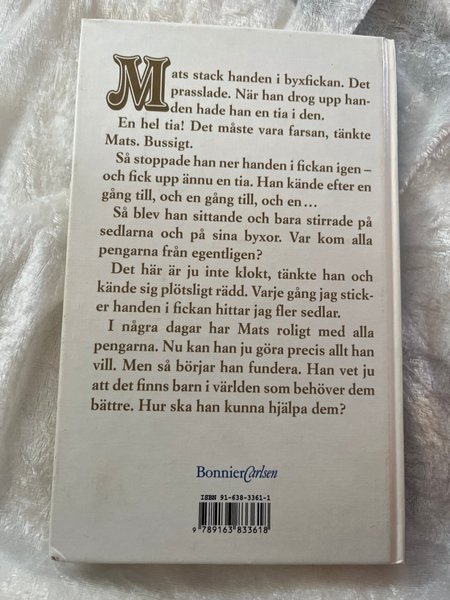 Mats stack handen i byxfickan. Det
prasslade. När han drog upp han-
den hade han en tia i den.
En hel tia! Det måste vara farsan, tänkte
Mats. Bussigt.
Så stoppade han ner handen i fickan igen –
och fick upp ännu en tia. Han kände efter en
gång till, och en gång till, och en…
Så blev han sittande och bara stirrade på
sedlarna och på sina byxor. Var kom alla
pengarna från egentligen?
Det här är ju inte klokt, tänkte han och
kände sig plötsligt rädd. Varje gång jag stick-
er handen i fickan hittar jag fler sedlar.
I några dagar har Mats roligt med alla
pengarna. Nu kan han ju göra precis allt han
vill. Men så börjar han fundera. Han vet ju
att det finns barn i världen som behöver dem
bättre. Hur ska han kunna hjälpa dem?
BonnierCarlsen
ISBN 91-638-3361-1
9 789163 833618